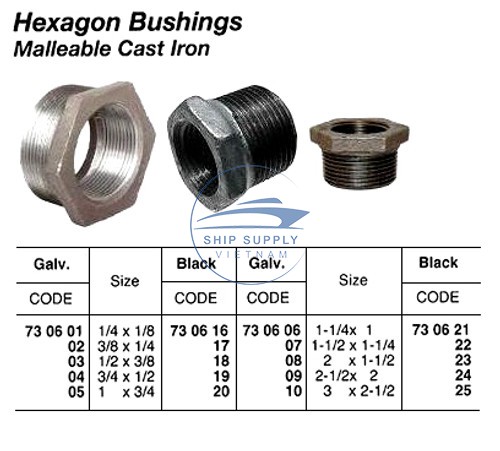 Hexagon Bushings
Malleable Cast Iron
SHIP SUPPLY
VIETNAM
Galv. Size Black Galv. Size Black
CODE CODE CODE CODE
73 06 01 1/4 x 1/8 73 06 16 73 06 06 1-1/4x 1 73 06 21
02 3/8 x 1/4 17 07 1-1/2 x 1-1/4 22
03 1/2 x 3/8 18 08 2 x 1-1/2 23
04 3/4 x 1/2 19 09 2-1/2x 2 24
05 1 x 3/4 20 10 3 x 2-1/2 25